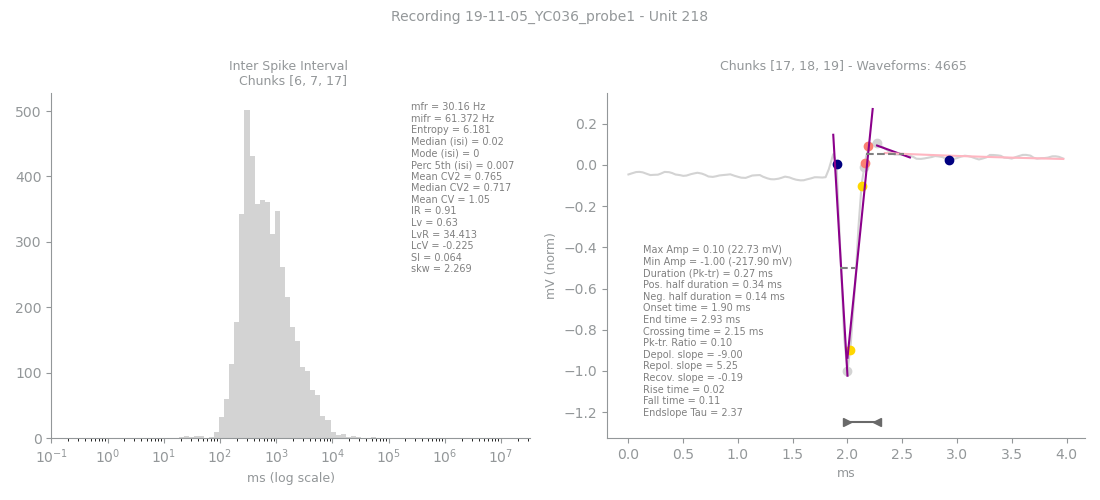 Recording 19-11-05_YC036_probe1 - Unit 218
Inter Spike Interval
Chunks [6, 7, 17]
500
400
300
200
100
0
10⁻¹
10⁰
10¹
10²
10³
10⁴
10⁵
10⁶
10⁷
ms (log scale)
mfr = 30.16 Hz
mifr = 61.372 Hz
Entropy = 6.181
Median (isi) = 0.02
Mode (isi) = 0
Perc 5th (isi) = 0.007
Mean CV2 = 0.765
Median CV2 = 0.717
Mean CV = 1.05
IR = 0.91
Lv = 0.63
LvR = 34.413
LcV = -0.225
SI = 0.064
skw = 2.269
Chunks [17, 18, 19] - Waveforms: 4665
mV (norm)
0.2
0.0
−0.2
−0.4
−0.6
−0.8
−1.0
−1.2
Max Amp = 0.10 (22.73 mV)
Min Amp = -1.00 (-217.90 mV)
Duration (Pk-tr) = 0.27 ms
Pos. half duration = 0.34 ms
Neg. half duration = 0.14 ms
Onset time = 1.90 ms
End time = 2.93 ms
Crossing time = 2.15 ms
Pk-tr. Ratio = 0.10
Depol. slope = -9.00
Repol. slope = 5.25
Recov. slope = -0.19
Rise time = 0.02
Fall time = 0.11
Endslope Tau = 2.37
0.0
0.5
1.0
1.5
2.0
2.5
3.0
3.5
4.0
ms